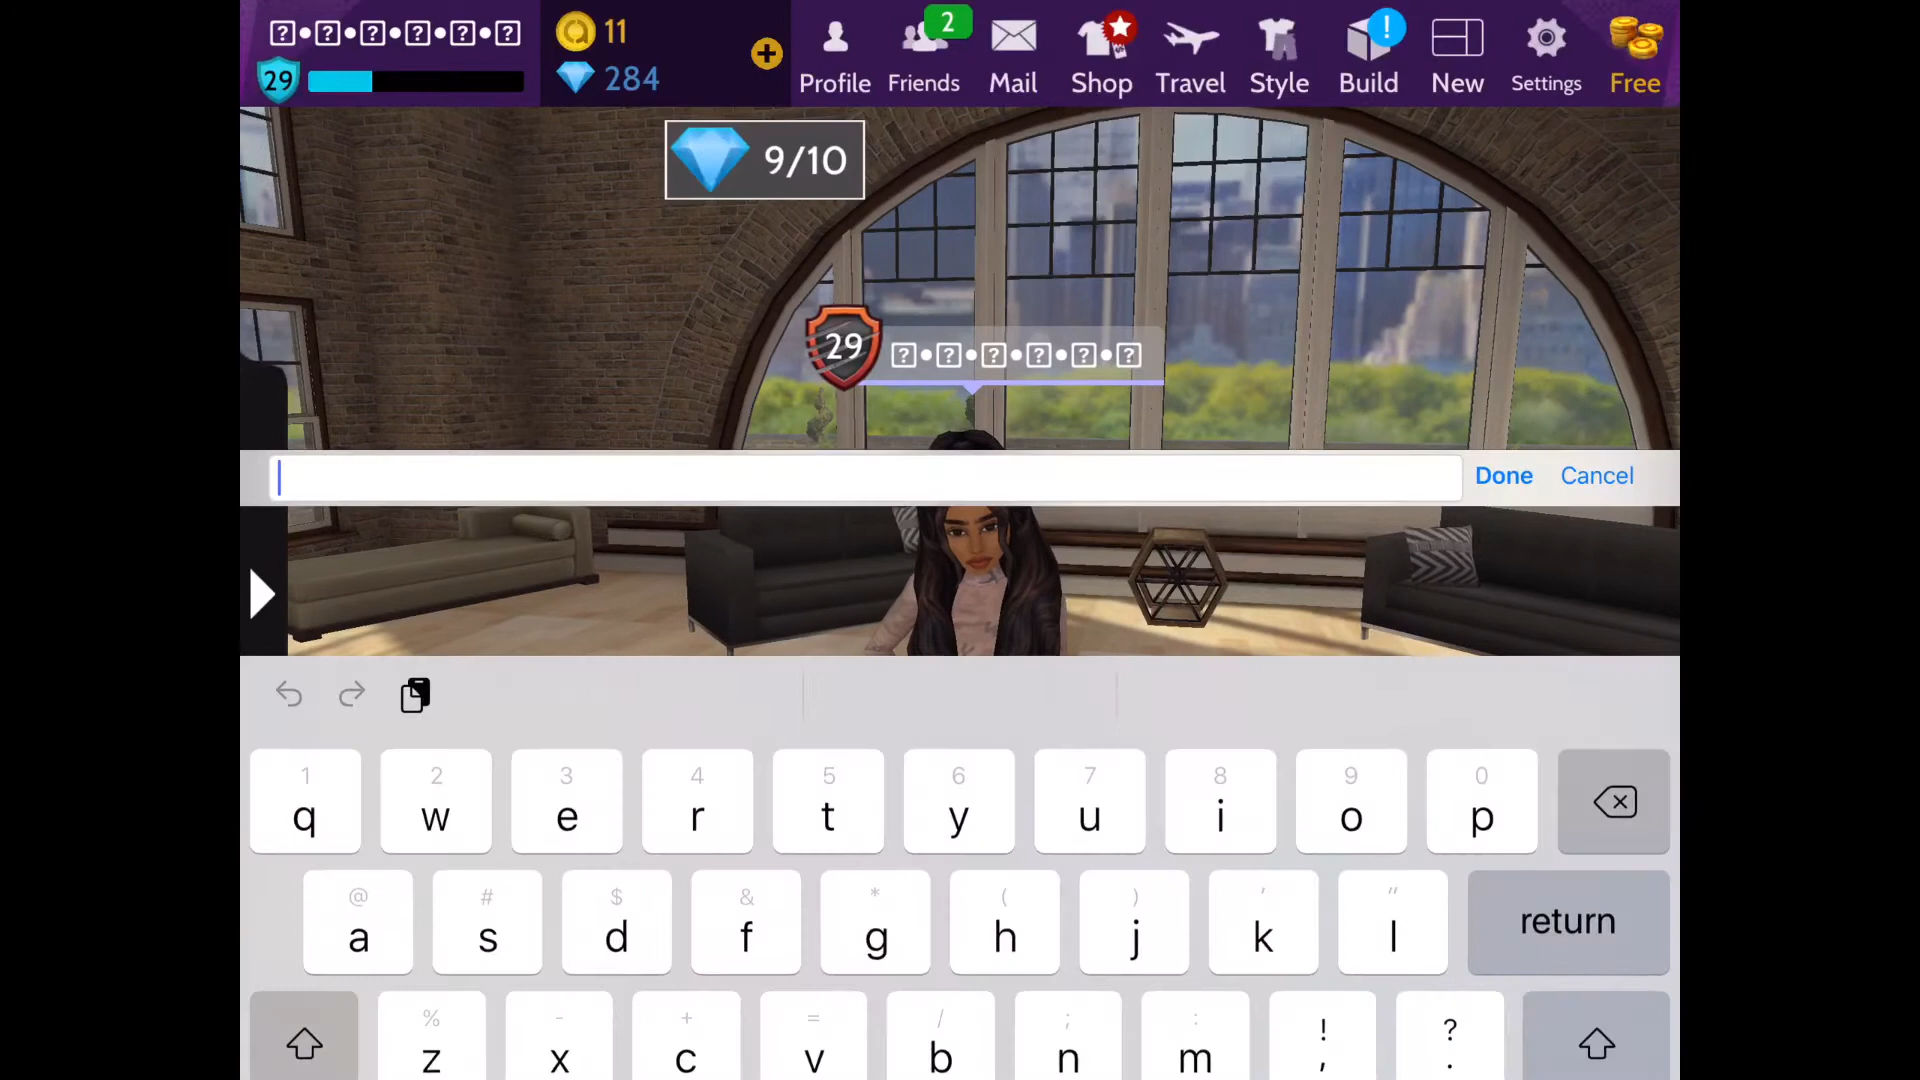 ⍰•⍰•⍰•⍰•⍰•⍰
29
11
284
2
!
Profile Friends Mail Shop Travel Style Build New Settings Free
9/10
29 ⍰•⍰•⍰•⍰•⍰•⍰
Done Cancel
1 2 3 4 5 6 7 8 9 0
q w e r t y u i o p
@ # $ & * ( ) ' "
a s d f g h j k l return
% - + = / ; : ! ?
z x c v b n m , .